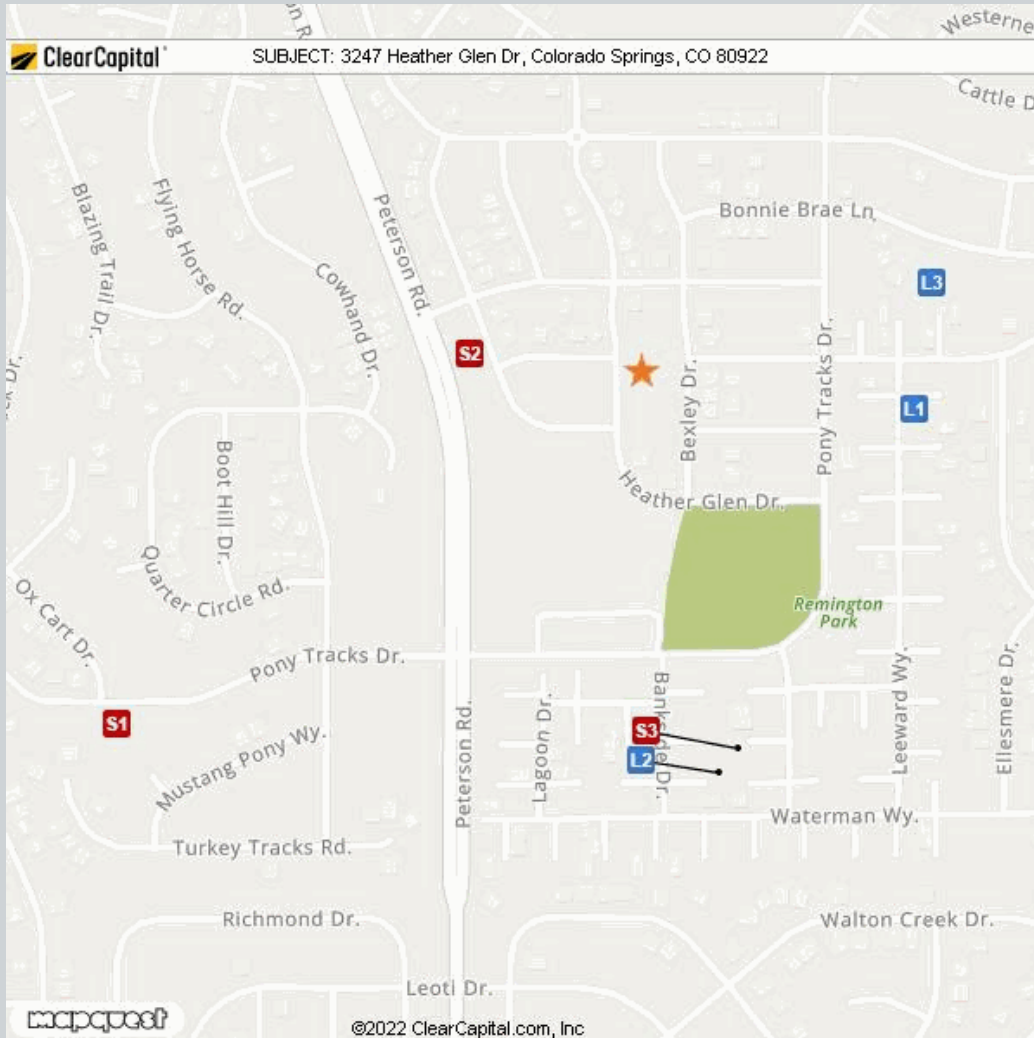 on R
Westerne
ClearCapital
SUBJECT: 3247 Heather Glen Dr, Colorado Springs, CO 80922
Cattle D
Blazing Trail Dr.
Flying Horse Rd.
Peterson Rd.
Bonnie Brae Ln
Cowhand Dr.
L3
S2
Bexley Dr.
Pony Tracks Dr.
L1
Boot Hill Dr.
Heather Glen Dr.
Quarter Circle Rd.
Ox Cart Dr.
Remington
Park
Pony Tracks Dr.
S1
Mustang Pony Wy.
Peterson Rd.
Lagoon Dr.
S3
L2
Leeward Wy.
Ellesmere Dr.
Waterman Wy.
Turkey Tracks Rd.
Richmond Dr.
Walton Creek Dr.
Leoti Dr.
mapquest
©2022 ClearCapital.com, Inc